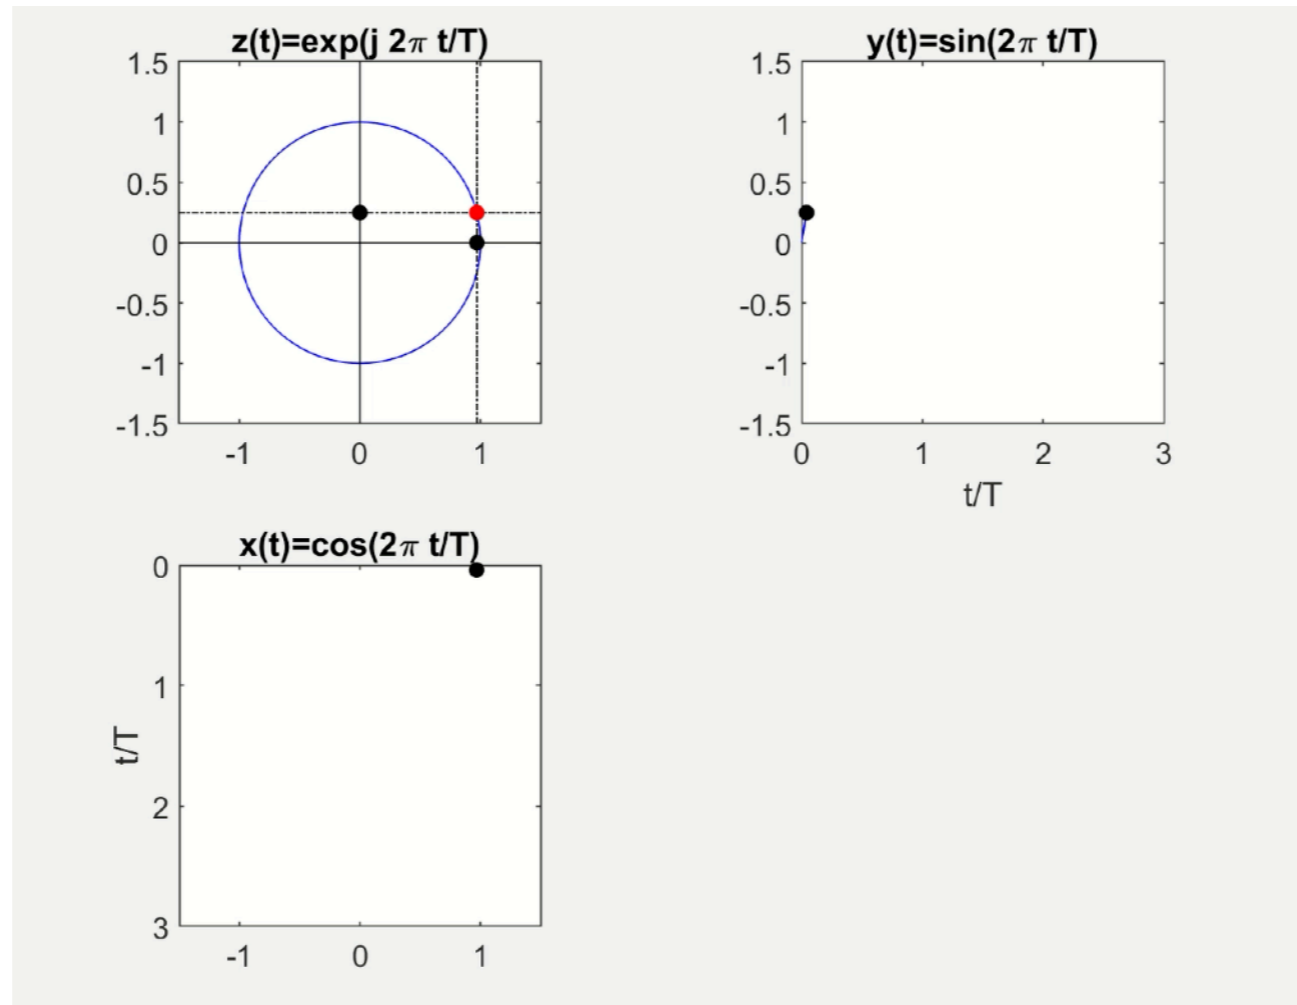 z(t)=exp(j 2π t/T)
1.5
1
0.5
0
-0.5
-1
-1.5
-1 0 1
y(t)=sin(2π t/T)
1.5
1
0.5
0
-0.5
-1
-1.5
0 1 2 3
t/T
x(t)=cos(2π t/T)
0
1
2
3
t/T
-1 0 1